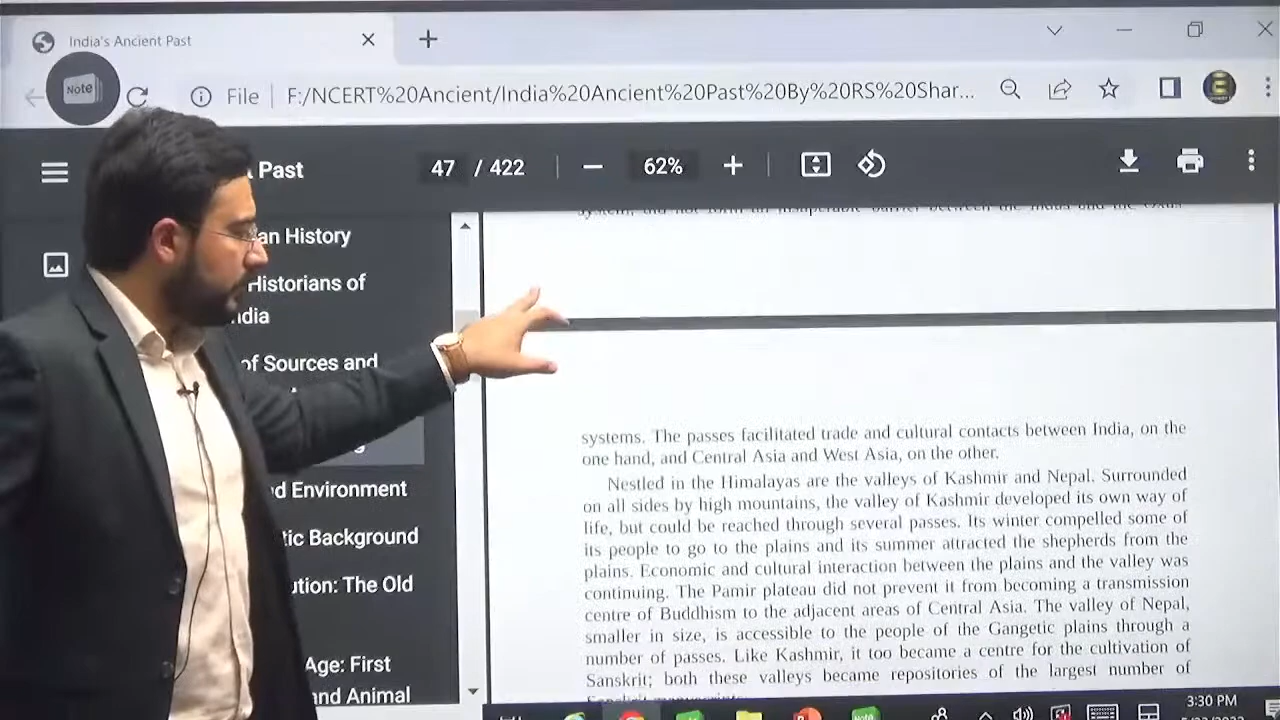 India's Ancient Past
Note
File
F:/NCERT%20Ancient/India%20Ancient%20Past%20By%20RS%20Shar...
Past
47 / 422
62%
an History
Historians of
of Sources and
Environment
Background
The Old
Age: First
and Animal
systems. The passes facilitated trade and cultural contacts between India, on the
one hand, and Central Asia and West Asia, on the other.
Nestled in the Himalayas are the valleys of Kashmir and Nepal. Surrounded
on all sides by high mountains, the valley of Kashmir developed its own way of
life, but could be reached through several passes. Its winter compelled some of
its people to go to the plains and its summer attracted the shepherds from the
plains. Economic and cultural interaction between the plains and the valley was
continuing. The Pamir plateau did not prevent it from becoming a transmission
centre of Buddhism to the adjacent areas of Central Asia. The valley of Nepal,
smaller in size, is accessible to the people of the Gangetic plains through a
number of passes. Like Kashmir, it too became a centre for the cultivation of
Sanskrit; both these valleys became repositories of the largest number of
3:30 PM